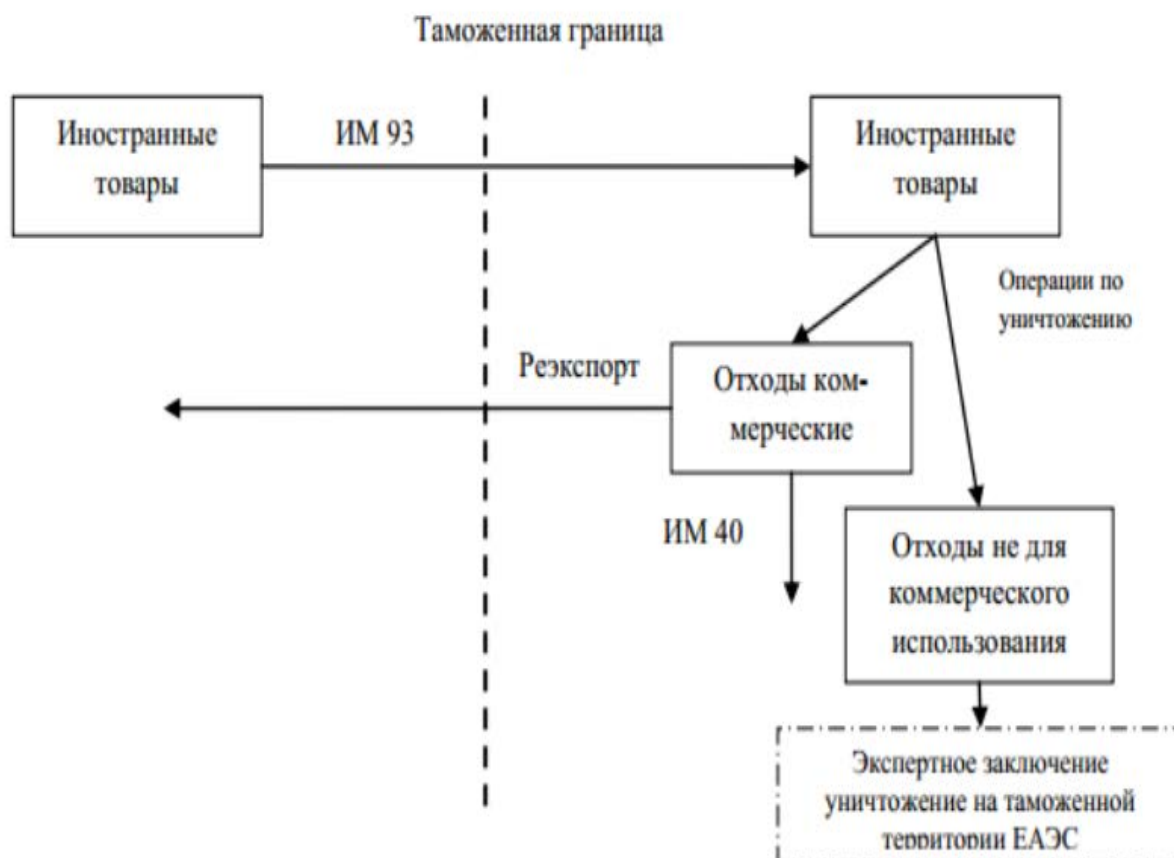 Таможенная граница
Иностранные
товары
ИМ 93
Иностранные
товары
Операции по
уничтожению
Реэкспорт
Отходы ком-
мерческие
ИМ 40
Отходы не для
коммерческого
использования
Экспертное заключение
уничтожение на таможенной
территории ЕАЭС